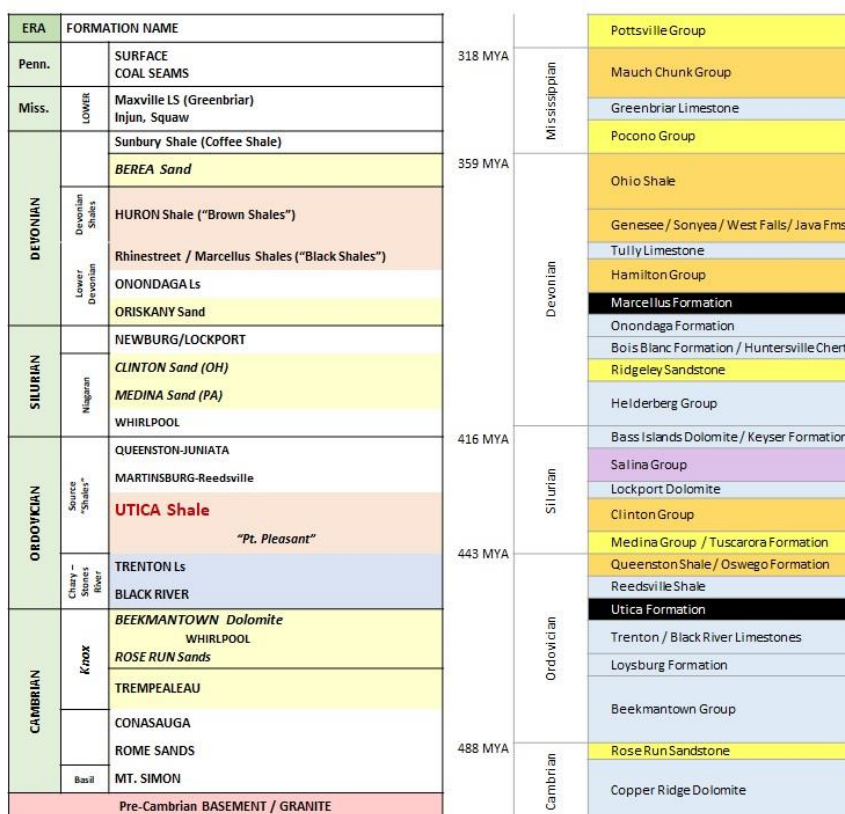 ERA FORMATION NAME
Penn. SURFACE
COAL SEAMS
Miss. LOWER Maxville LS (Greenbriar)
Injun, Squaw
DEVONIAN
Sunbury Shale (Coffee Shale)
BEREA Sand
Devonian
Shales
HURON Shale ("Brown Shales")
Lower
Devonian
Rhinestreet / Marcellus Shales ("Black Shales")
ONONDAGA Ls
ORISKANY Sand
SILURIAN
NEWBURG/LOCKPORT
Niagaran
CLINTON Sand (OH)
MEDINA Sand (PA)
WHIRLPOOL
ORDOVICIAN
Source
"Shales"
QUEENSTON-JUNIATA
MARTINSBURG-Reedsville
UTICA Shale
"Pt. Pleasant"
Chazy –
Stones
River
TRENTON Ls
BLACK RIVER
CAMBRIAN
Knox
BEEKMANTOWN Dolomite
WHIRLPOOL
ROSE RUN Sands
TREMPEALEAU
CONASAUGA
ROME SANDS
Basil MT. SIMON
Pre-Cambrian BASEMENT / GRANITE
Pottsville Group
318 MYA
Mississippian
Mauch Chunk Group
Greenbriar Limestone
Pocono Group
359 MYA
Devonian
Ohio Shale
Genesee / Sonyea / West Falls / Java Fms
Tully Limestone
Hamilton Group
Marcellus Formation
Onondaga Formation
Bois Blanc Formation / Huntersville Chert
Ridgeley Sandstone
Helderberg Group
416 MYA
Silurian
Bass Islands Dolomite / Keyser Formation
Salina Group
Lockport Dolomite
Clinton Group
Medina Group / Tuscarora Formation
443 MYA
Ordovician
Queenston Shale / Oswego Formation
Reedsville Shale
Utica Formation
Trenton / Black River Limestones
Loysburg Formation
Beekmantown Group
488 MYA
Cambrian
Rose Run Sandstone
Copper Ridge Dolomite